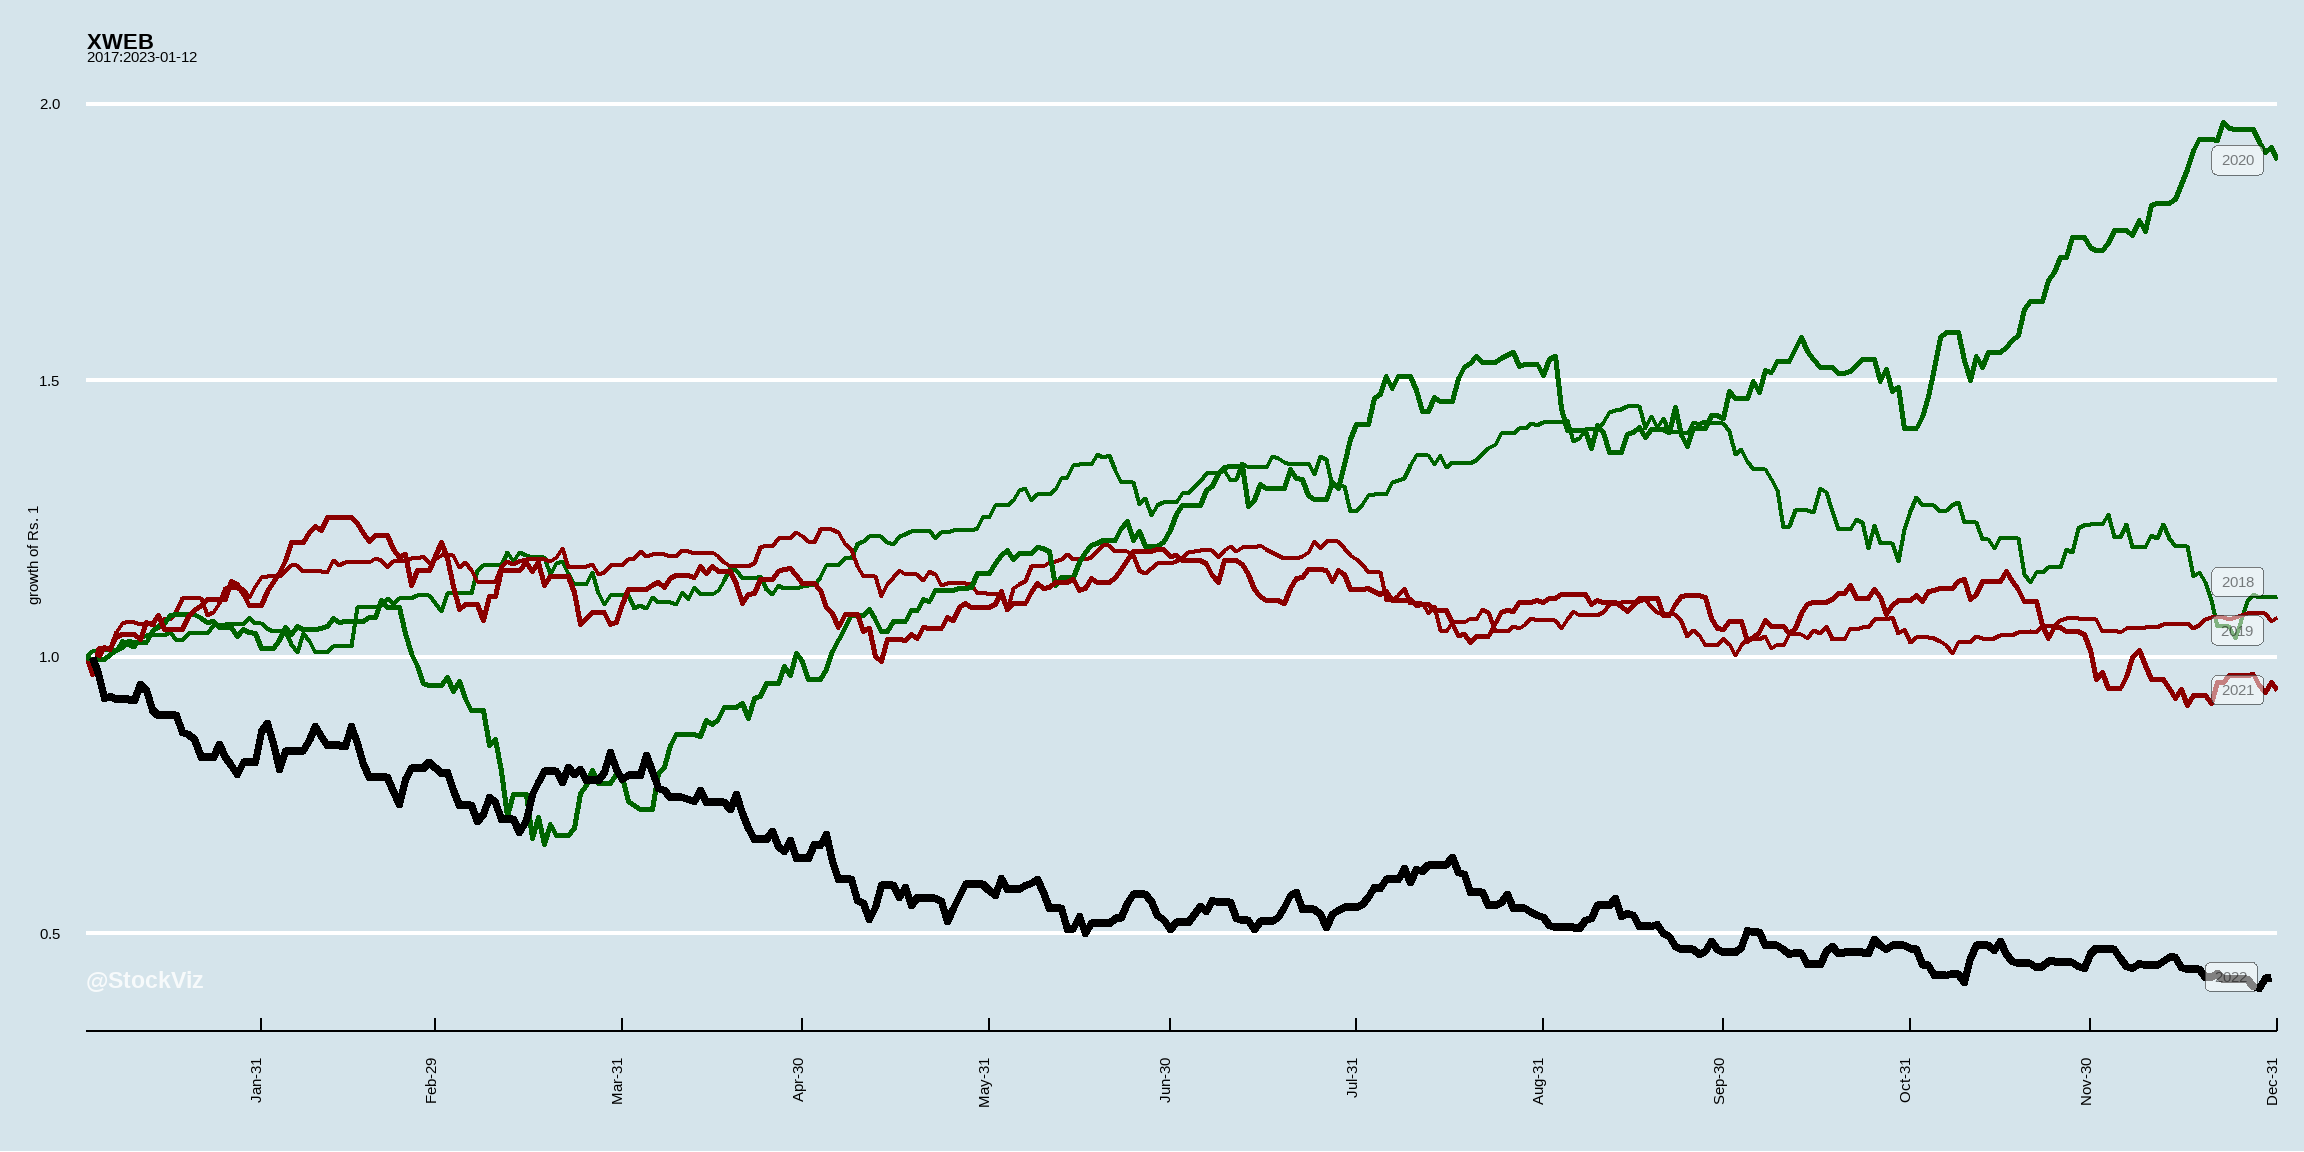 XWEB
2017:2023-01-12
2.0
1.5
1.0
0.5
growth of Rs. 1
2020
2018
2019
2021
2022
@StockViz
Jan-31
Feb-29
Mar-31
Apr-30
May-31
Jun-30
Jul-31
Aug-31
Sep-30
Oct-31
Nov-30
Dec-31